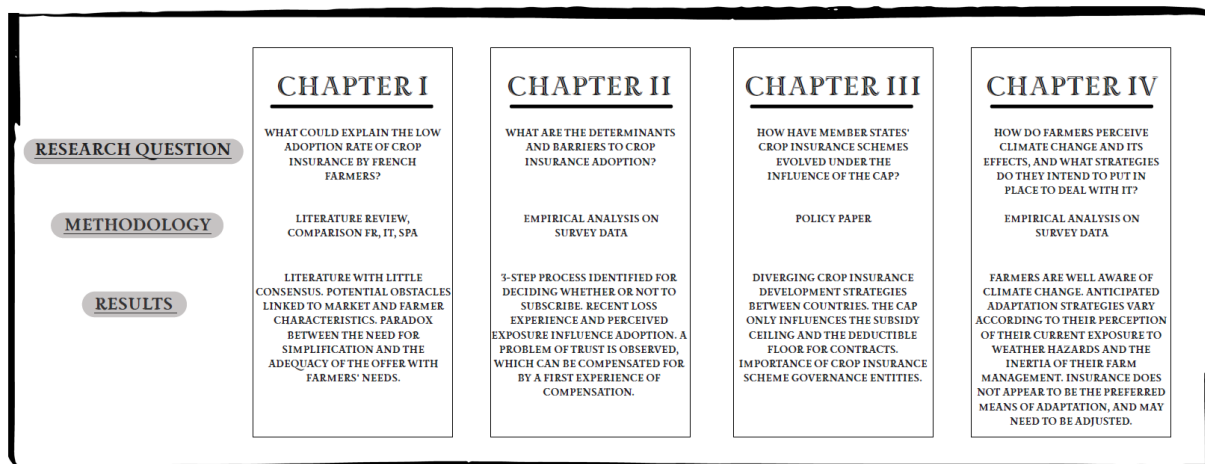 CHAPTER I
CHAPTER II
CHAPTER III
CHAPTER IV
RESEARCH QUESTION
WHAT COULD EXPLAIN THE LOW
ADOPTION RATE OF CROP
INSURANCE BY FRENCH
FARMERS?
WHAT ARE THE DETERMINANTS
AND BARRIERS TO CROP
INSURANCE ADOPTION?
HOW HAVE MEMBER STATES'
CROP INSURANCE SCHEMES
EVOLVED UNDER THE
INFLUENCE OF THE CAP?
HOW DO FARMERS PERCEIVE
CLIMATE CHANGE AND ITS
EFFECTS, AND WHAT STRATEGIES
DO THEY INTEND TO PUT IN
PLACE TO DEAL WITH IT?
METHODOLOGY
LITERATURE REVIEW,
COMPARISON FR, IT, SPA
EMPIRICAL ANALYSIS ON
SURVEY DATA
POLICY PAPER
EMPIRICAL ANALYSIS ON
SURVEY DATA
RESULTS
LITERATURE WITH LITTLE
CONSENSUS. POTENTIAL OBSTACLES
LINKED TO MARKET AND FARMER
CHARACTERISTICS. PARADOX
BETWEEN THE NEED FOR
SIMPLIFICATION AND THE
ADEQUACY OF THE OFFER WITH
FARMERS' NEEDS.
3-STEP PROCESS IDENTIFIED FOR
DECIDING WHETHER OR NOT TO
SUBSCRIBE. RECENT LOSS
EXPERIENCE AND PERCEIVED
EXPOSURE INFLUENCE ADOPTION. A
PROBLEM OF TRUST IS OBSERVED,
WHICH CAN BE COMPENSATED FOR
BY A FIRST EXPERIENCE OF
COMPENSATION.
DIVERGING CROP INSURANCE
DEVELOPMENT STRATEGIES
BETWEEN COUNTRIES. THE CAP
ONLY INFLUENCES THE SUBSIDY
CEILING AND THE DEDUCTIBLE
FLOOR FOR CONTRACTS.
IMPORTANCE OF CROP INSURANCE
SCHEME GOVERNANCE ENTITIES.
FARMERS ARE WELL AWARE OF
CLIMATE CHANGE. ANTICIPATED
ADAPTATION STRATEGIES VARY
ACCORDING TO THEIR PERCEPTION
OF THEIR CURRENT EXPOSURE TO
WEATHER HAZARDS AND THE
INERTIA OF THEIR FARM
MANAGEMENT. INSURANCE DOES
NOT APPEAR TO BE THE PREFERRED
MEANS OF ADAPTATION, AND MAY
NEED TO BE ADJUSTED.